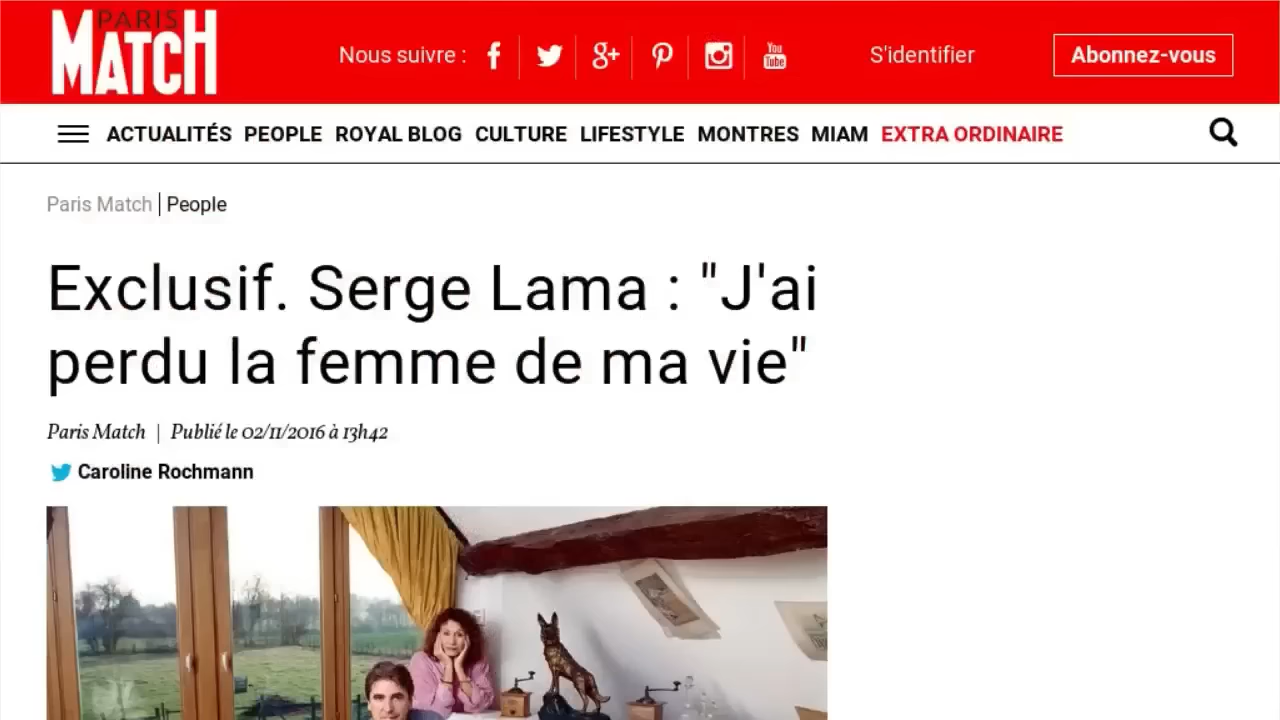 PARIS
MATCH
Nous suivre :
You
Tube
S'identifier
Abonnez-vous
ACTUALITÉS PEOPLE ROYAL BLOG CULTURE LIFESTYLE MONTRES MIAM EXTRA ORDINAIRE
Paris Match | People
Exclusif. Serge Lama : "J'ai
perdu la femme de ma vie"
Paris Match | Publié le 02/11/2016 à 13h42
Caroline Rochmann